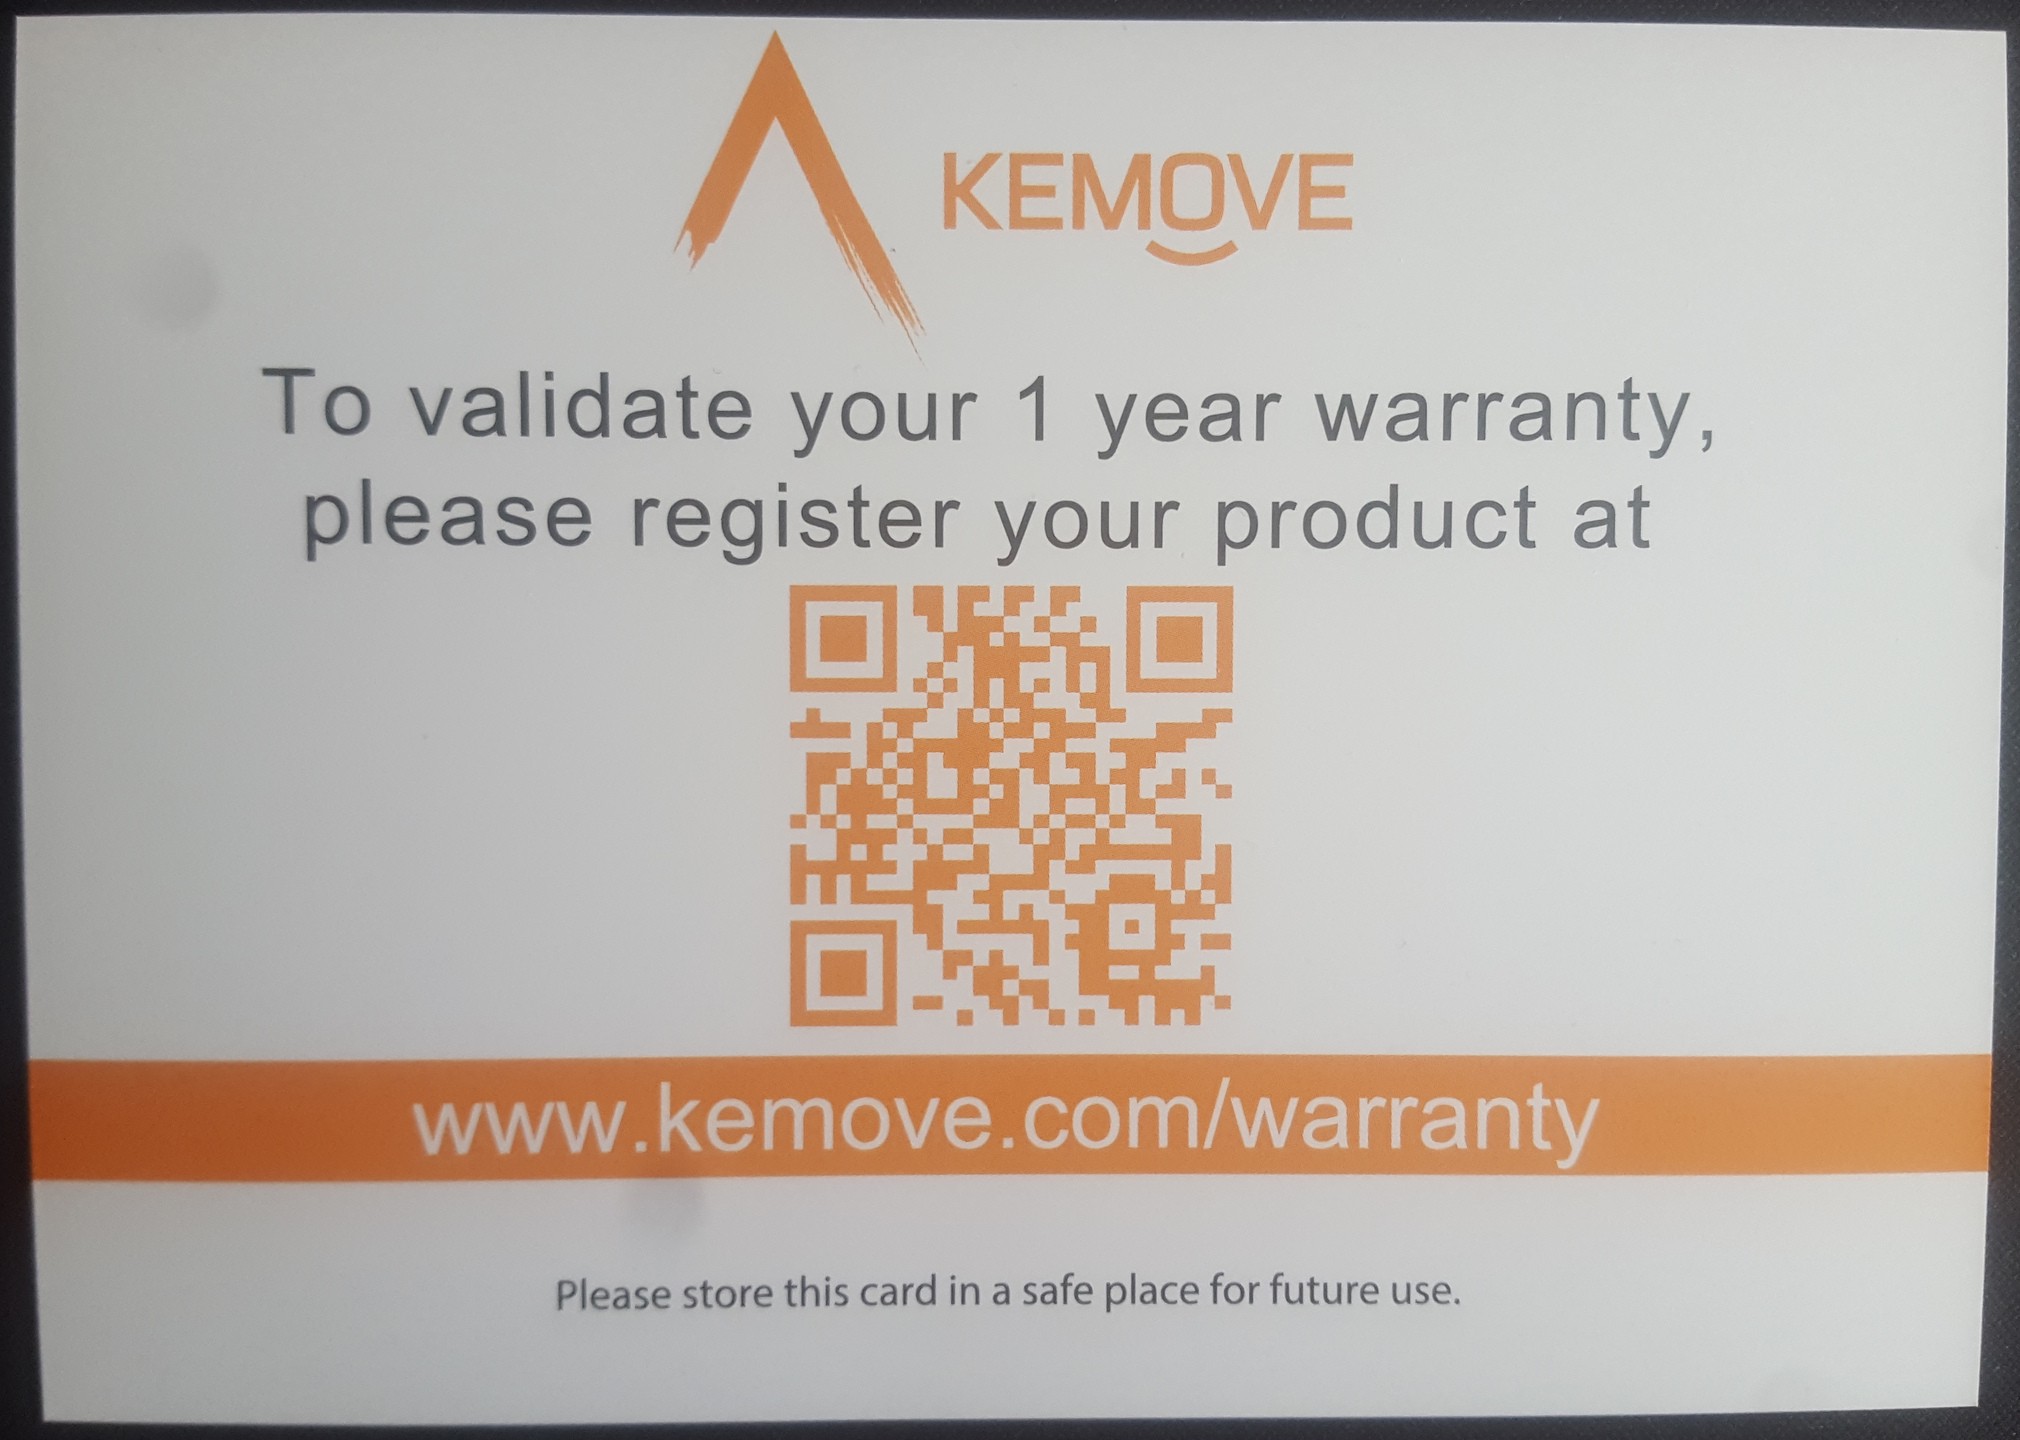 KEMOVE
To validate your 1 year warranty,
please register your product at
www.kemove.com/warranty
Please store this card in a safe place for future use.